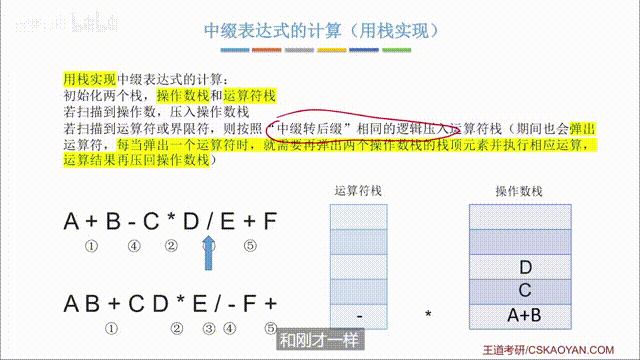 中缀表达式的计算(用栈实现)
用栈实现中缀表达式的计算:
初始化两个栈,操作数栈和运算符栈
若扫描到操作数,压入操作数栈
若扫描到运算符或界限符,则按照“中缀转后缀”相同的逻辑压入运算符栈(期间也会弹出
运算符,每当弹出一个运算符时,就需要再弹出两个操作数栈的栈顶元素并执行相应运算,
运算结果再压回操作数栈)
运算符栈 操作数栈
A + B - C * D / E + F
① ④ ② ⑤
D
C
- * A+B
A B + C D * E / - F +
① ② ③ ④ ⑤
和刚才一样
王道考研/CSKAOYAN.COM